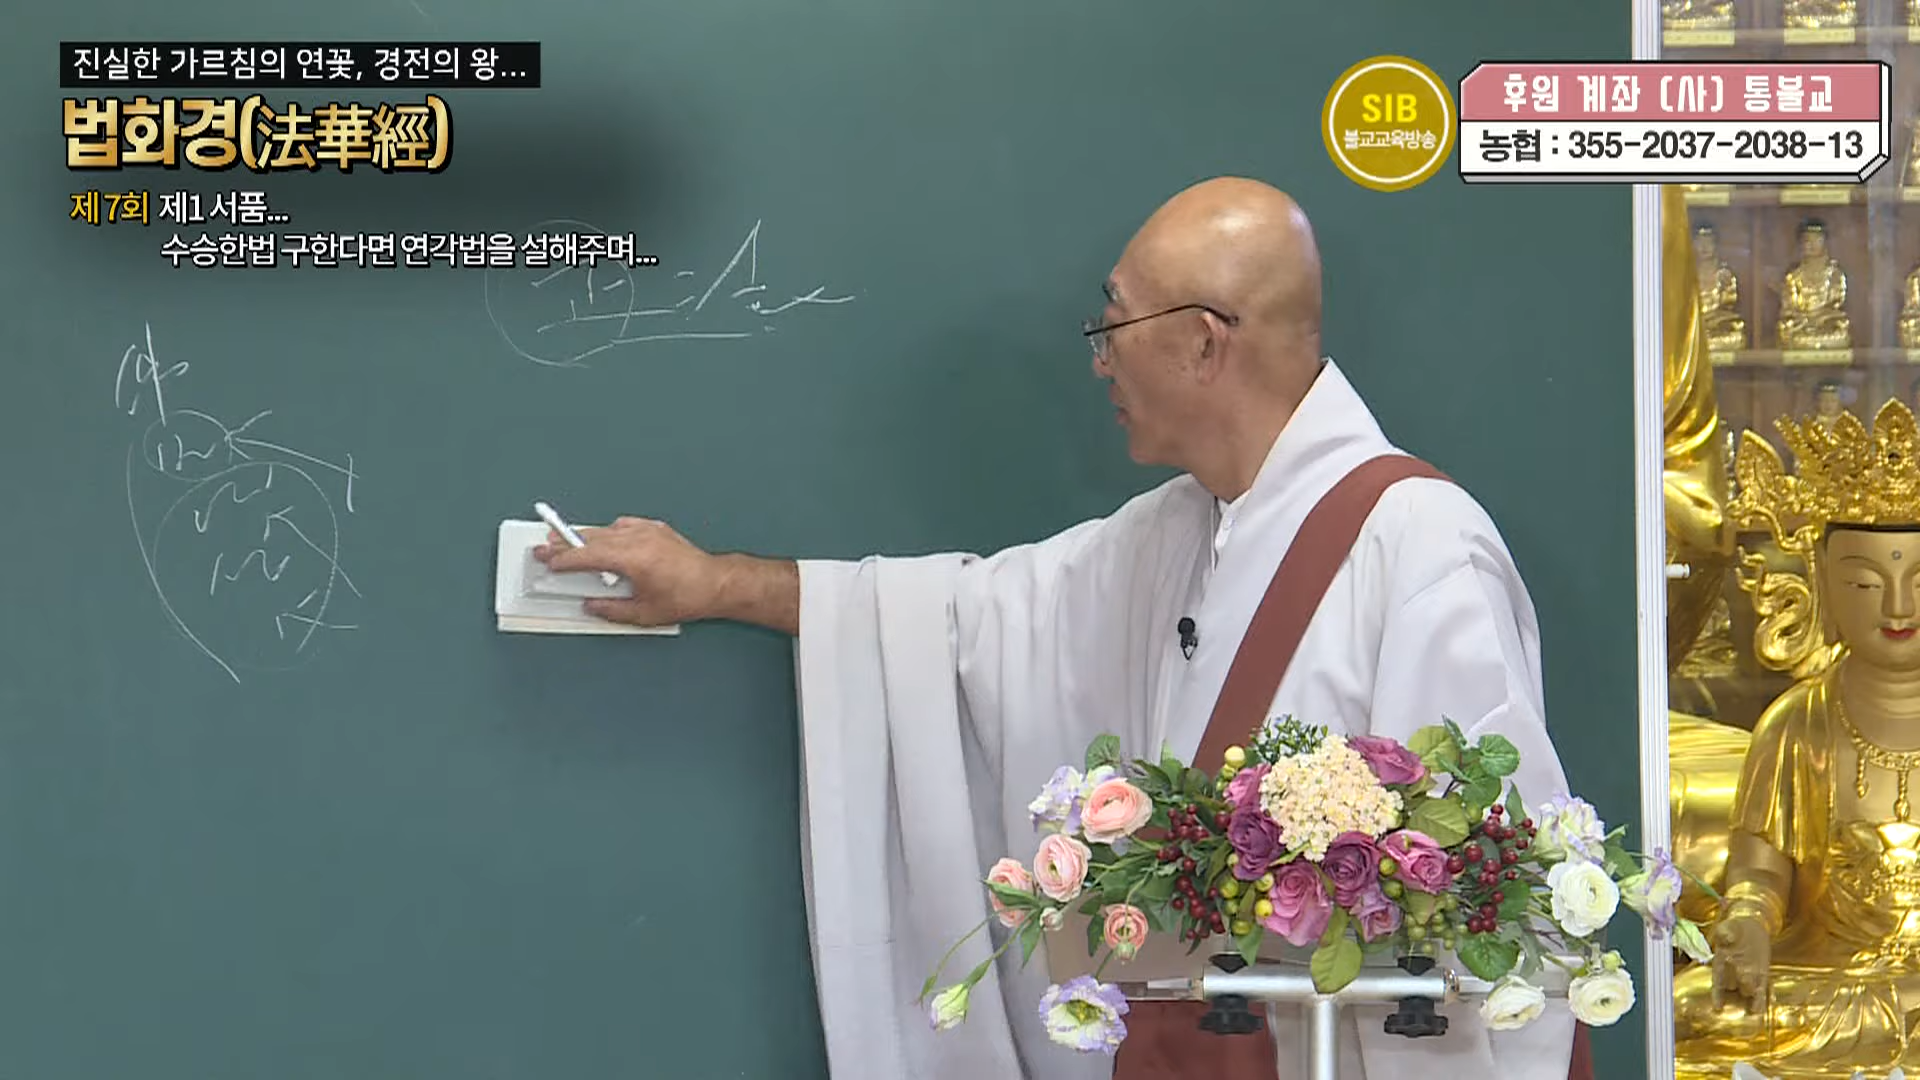 진실한 가르침의 연꽃, 경전의 왕...
법화경(法華經)
제7회 제1 서품...
수승한법 구한다면 연각법을 설해주며...
SIB
불교교육방송
후원 계좌 (사) 통불교
농협 : 355-2037-2038-13